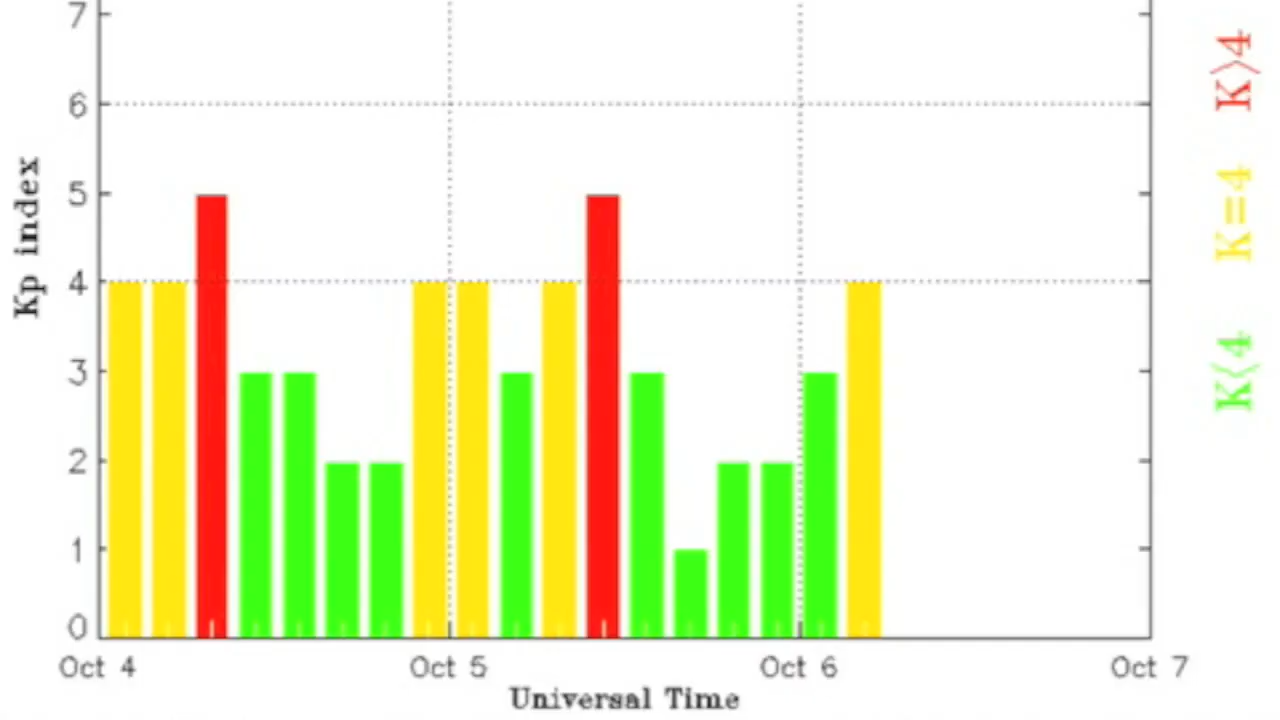 7
6
5
4
3
2
1
0
Kp index
Oct 4
Oct 5
Oct 6
Oct 7
Universal Time
K>4
K=4
K<4